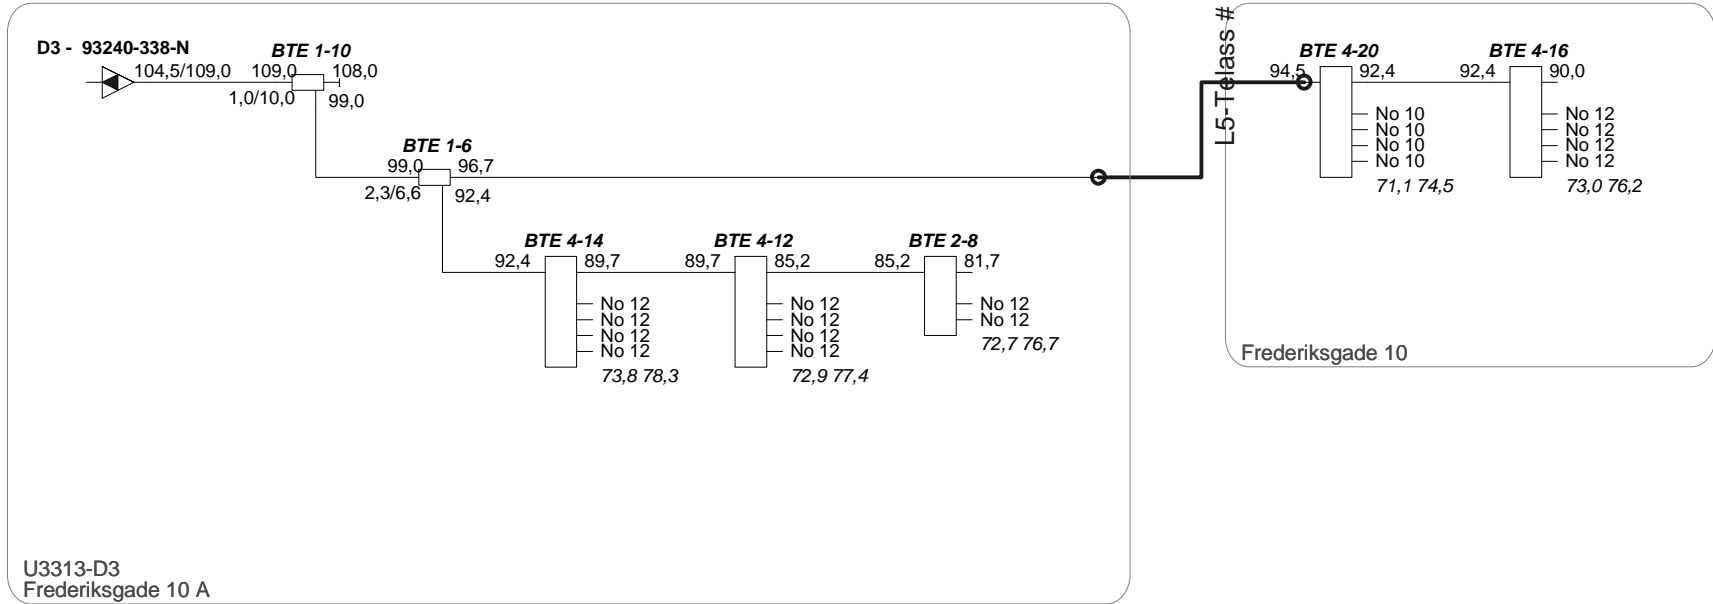 D3 - 93240-338-N
104,5/109,0
BTE 1-10
109,0
108,0
1,0/10,0
99,0
BTE 1-6
99,0
96,7
2,3/6,6
92,4
BTE 4-14
92,4
89,7
No 12
No 12
No 12
No 12
73,8 78,3
BTE 4-12
89,7
85,2
No 12
No 12
No 12
No 12
72,9 77,4
BTE 2-8
85,2
81,7
No 12
No 12
72,7 76,7
U3313-D3
Frederiksgade 10 A
L5-Telass #
BTE 4-20
94,5
92,4
No 10
No 10
No 10
No 10
71,1 74,5
BTE 4-16
92,4
90,0
No 12
No 12
No 12
No 12
73,0 76,2
Frederiksgade 10